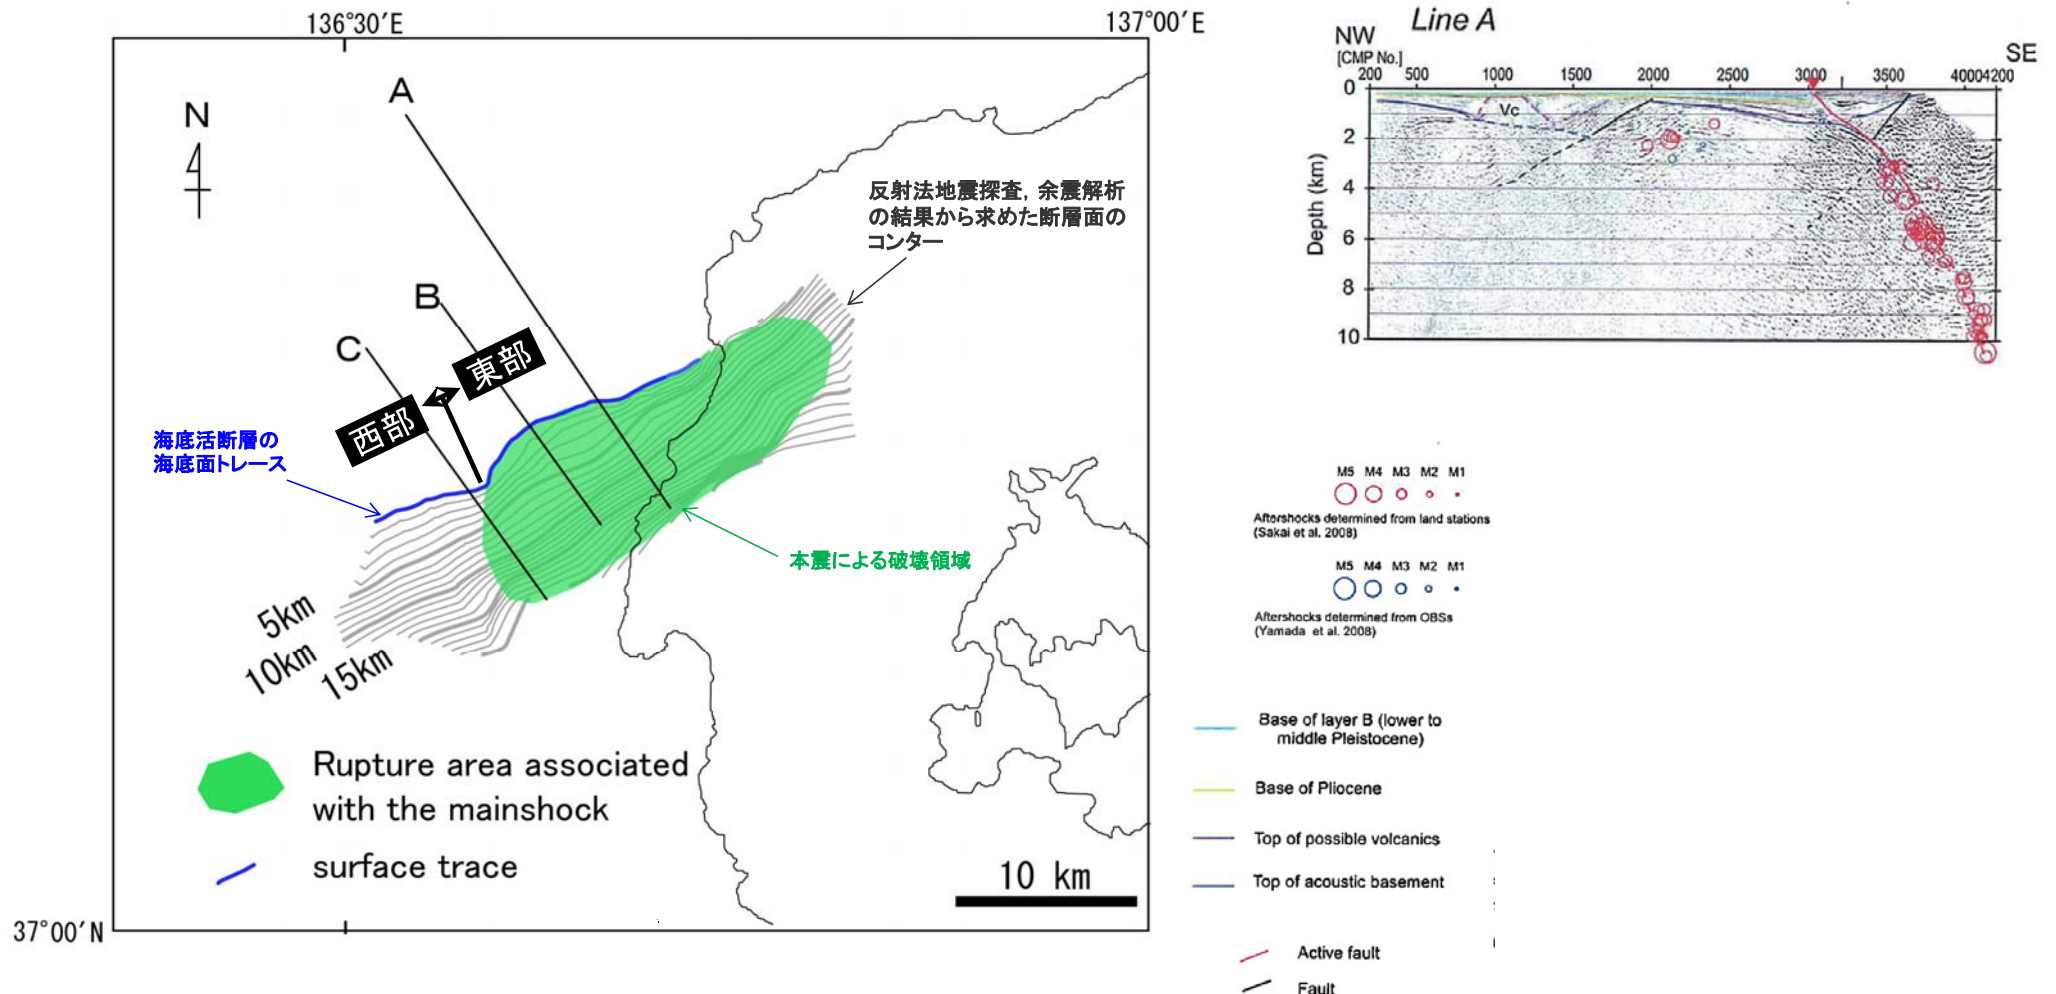 136°30′E
137°00′E
N
A
B
C
東部
西部
反射法地震探査，余震解析
の結果から求めた断層面の
コンター
海底活断層の
海底面トレース
本震による破壊領域
5km
10km
15km
Rupture area associated
with the mainshock
surface trace
10 km
37°00′N
Line A
NW
SE
[CMP No.]
200 500 1000 1500 2000 2500 3000 3500 4000 4200
Depth (km)
0
2
4
6
8
10
Vc
M5 M4 M3 M2 M1
Aftershocks determined from land stations
(Sakai et al. 2008)
M5 M4 M3 M2 M1
Aftershocks determined from OBSs
(Yamada et al. 2008)
Base of layer B (lower to
middle Pleistocene)
Base of Pliocene
Top of possible volcanics
Top of acoustic basement
Active fault
Fault